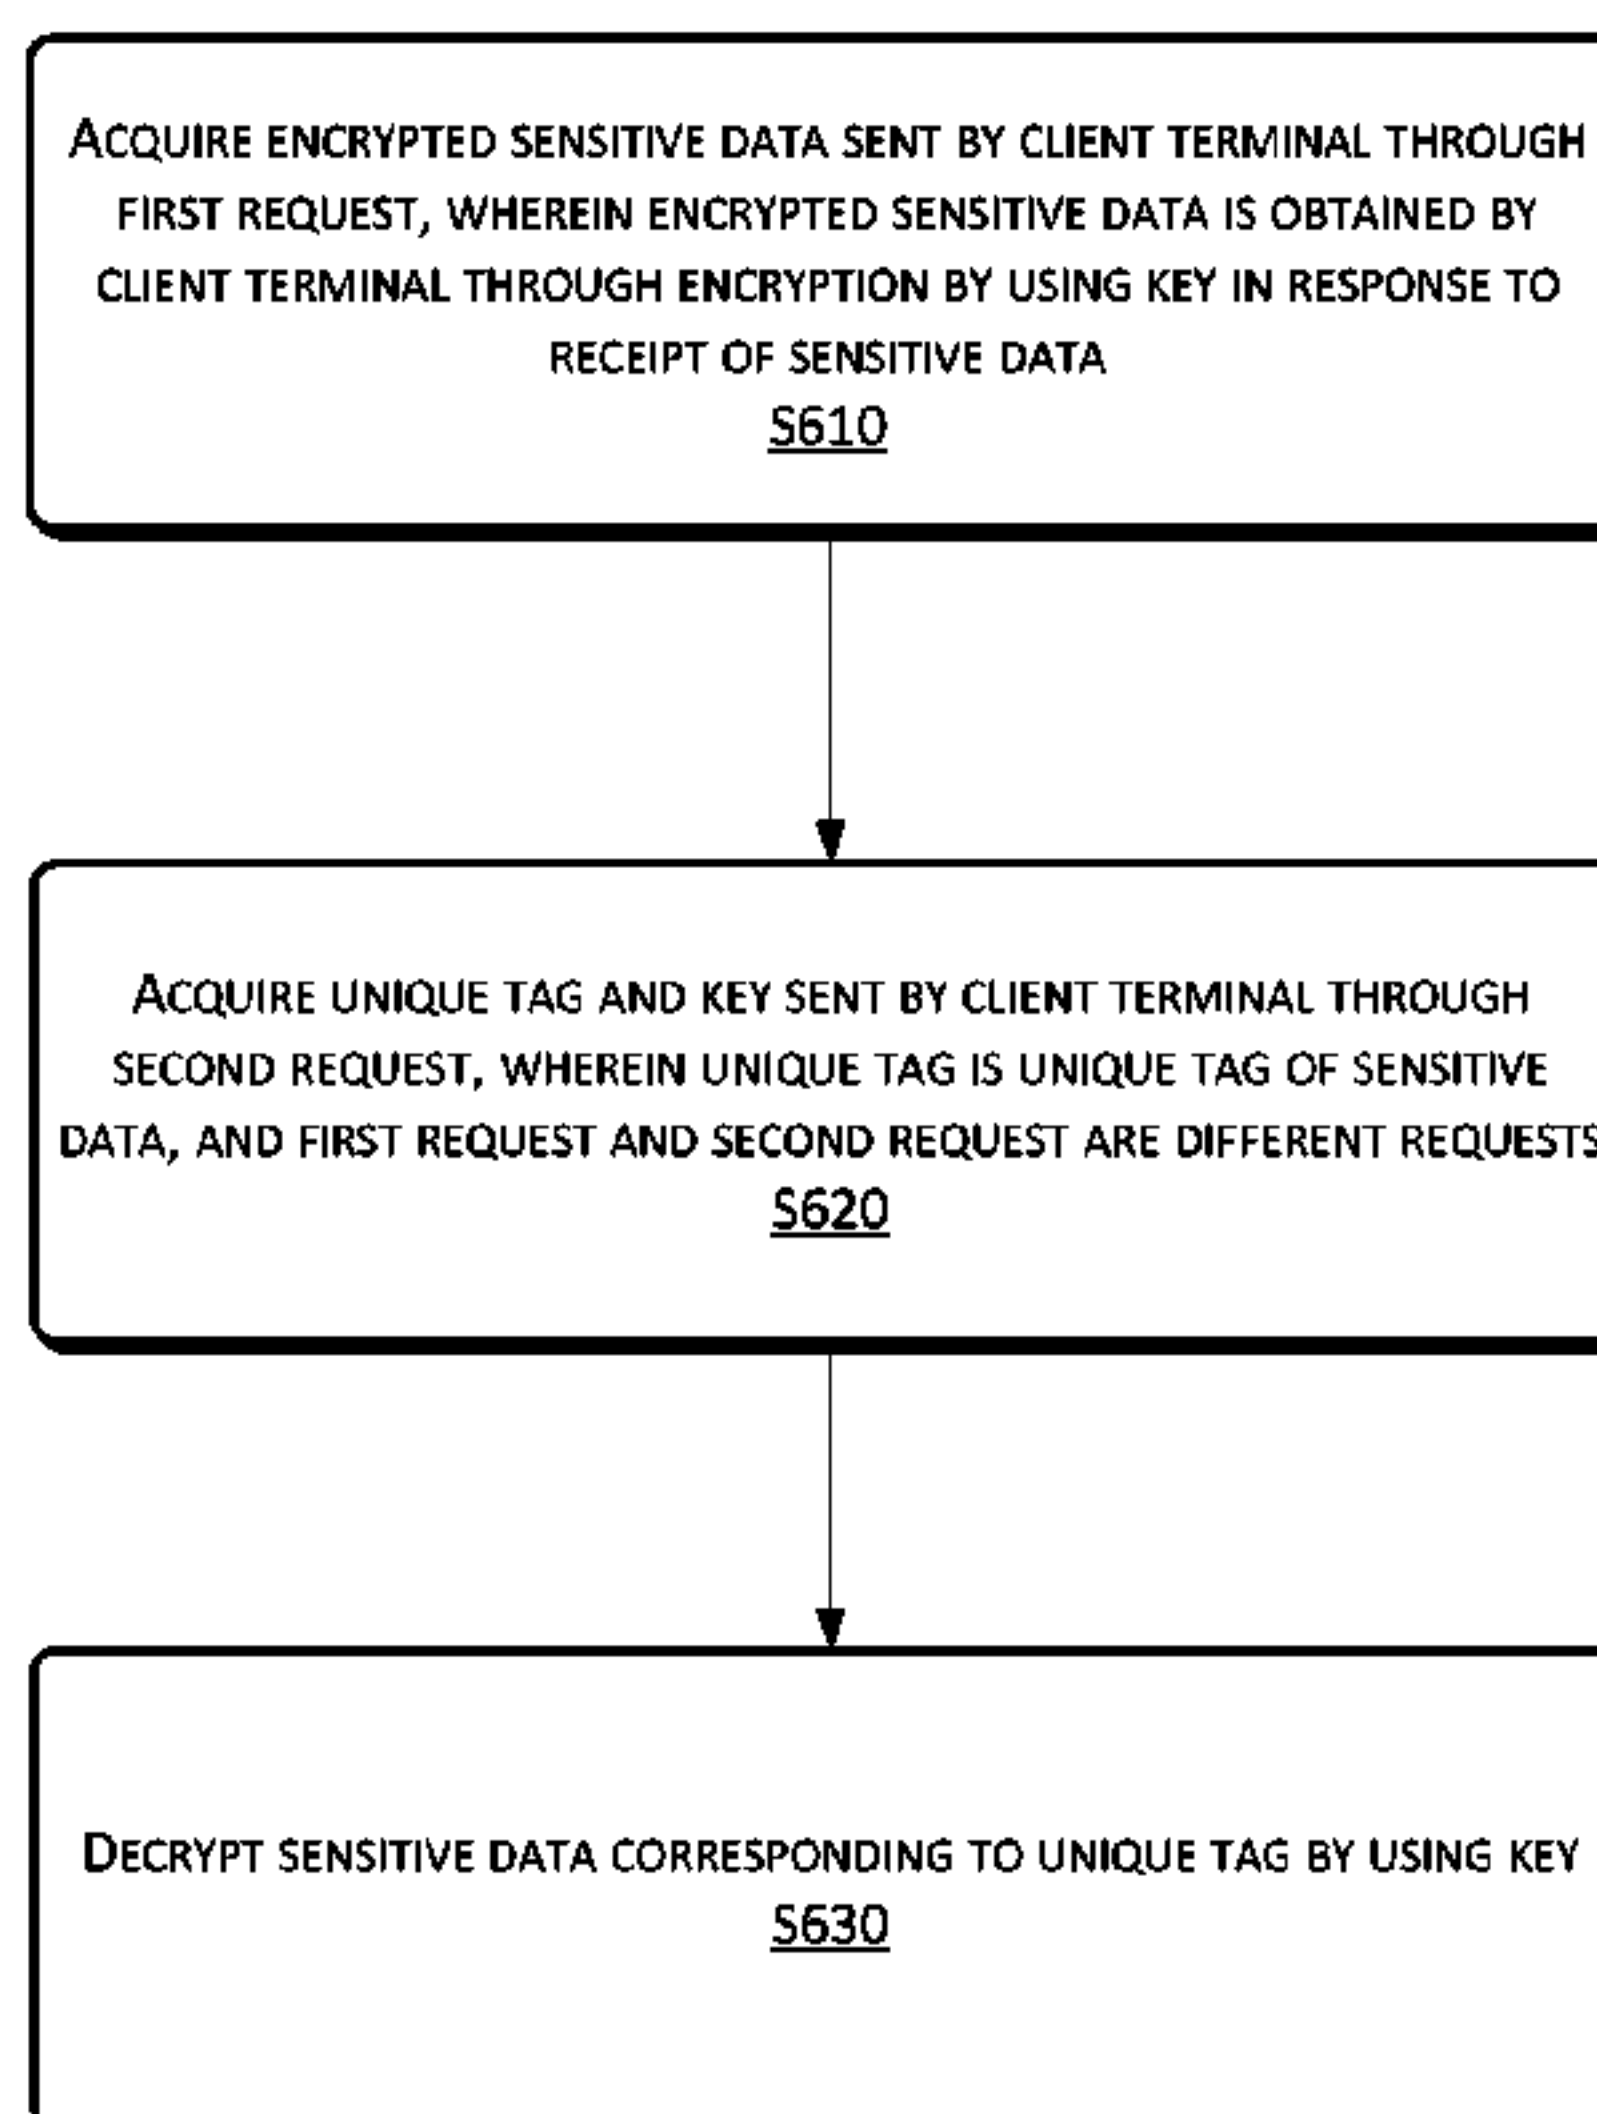 ACQUIRE ENCRYPTED SENSITIVE DATA SENT BY CLIENT TERMINAL THROUGH
FIRST REQUEST, WHEREIN ENCRYPTED SENSITIVE DATA IS OBTAINED BY
CLIENT TERMINAL THROUGH ENCRYPTION BY USING KEY IN RESPONSE TO
RECEIPT OF SENSITIVE DATA
S610
ACQUIRE UNIQUE TAG AND KEY SENT BY CLIENT TERMINAL THROUGH
SECOND REQUEST, WHEREIN UNIQUE TAG IS UNIQUE TAG OF SENSITIVE
DATA, AND FIRST REQUEST AND SECOND REQUEST ARE DIFFERENT REQUESTS
S620
DECRYPT SENSITIVE DATA CORRESPONDING TO UNIQUE TAG BY USING KEY
S630